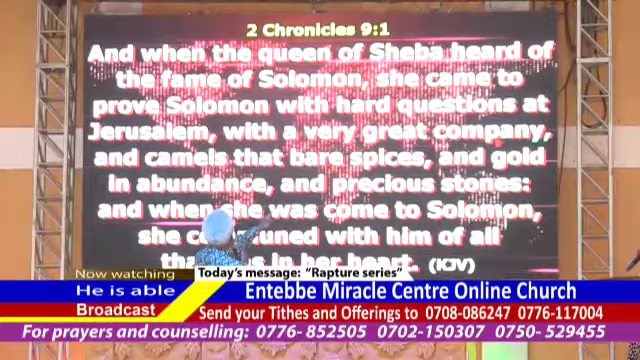 2 Chronicles 9:1
And when the queen of Sheba heard of
the fame of Solomon, she came to
prove Solomon with hard questions at
Jerusalem, with a very great company,
and camels that bare spices, and gold
in abundance, and precious stones:
and when she was come to Solomon,
she communed with him of all
that was in her heart. (KJV)
Now watching
Today's message: "Rapture series"
He is able
Entebbe Miracle Centre Online Church
Broadcast
Send your Tithes and Offerings to 0708-086247 0776-117004
For prayers and counselling: 0776- 852505 0702-150307 0750- 529455